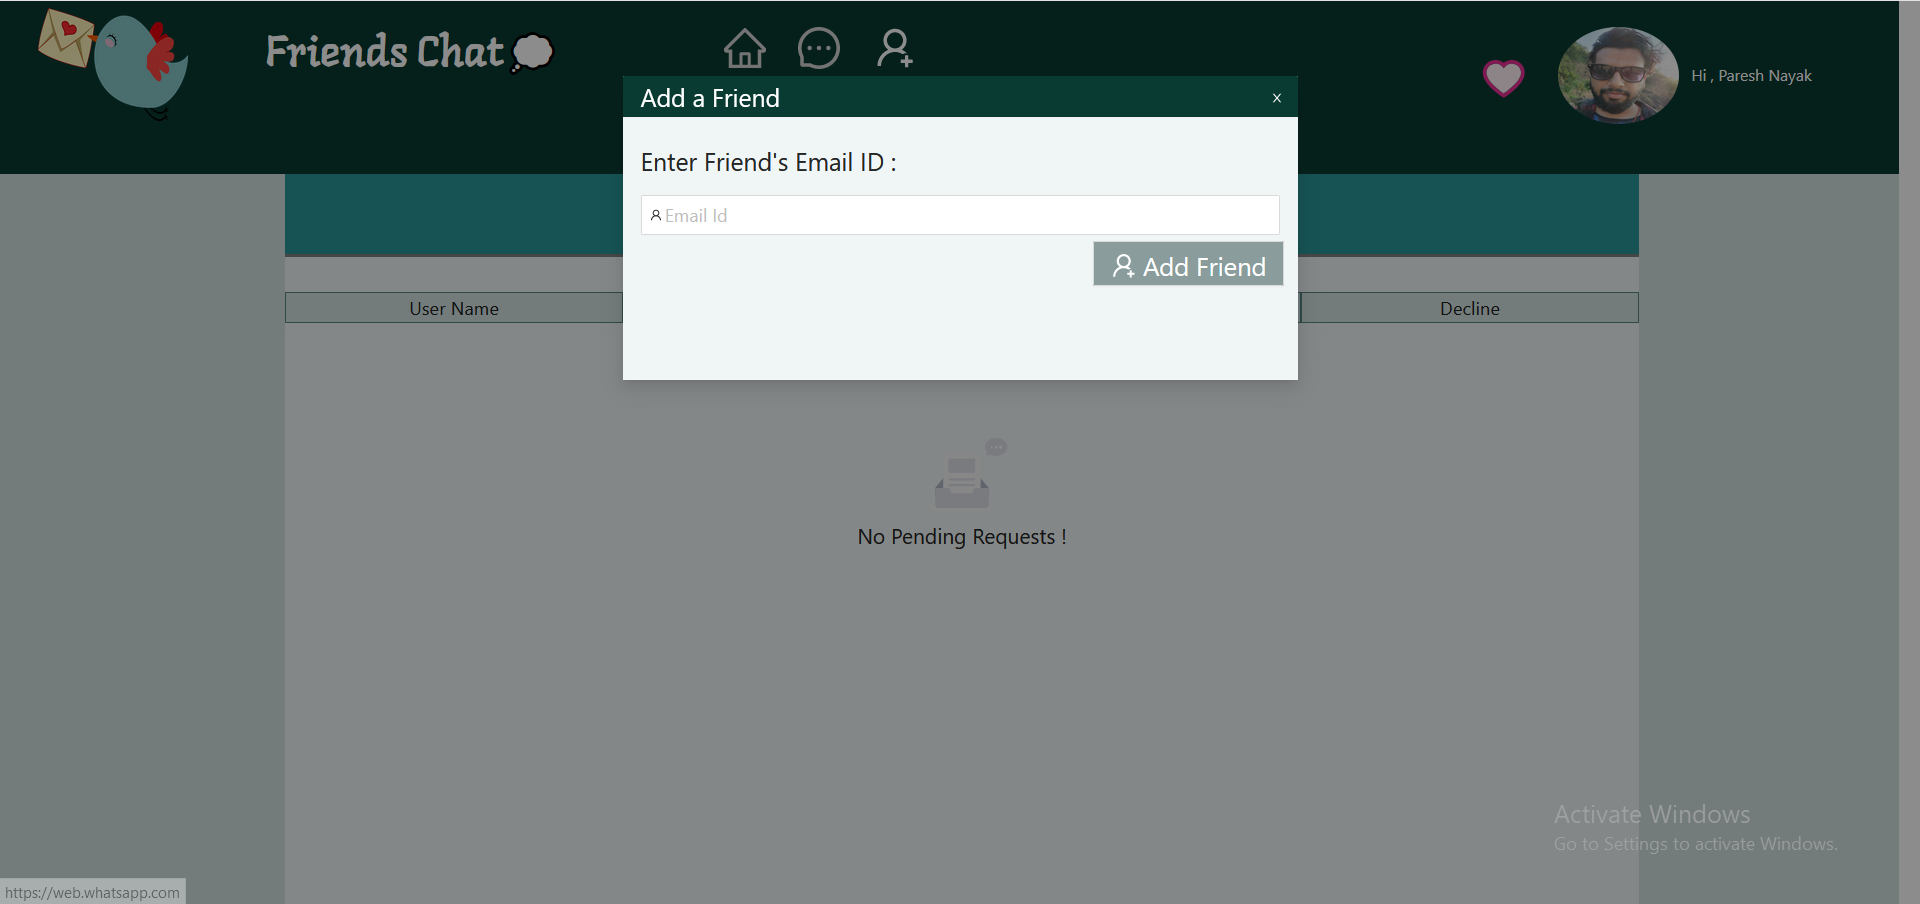 Friends Chat
Hi , Paresh Nayak
Add a Friend
x
Enter Friend's Email ID :
Email Id
Add Friend
User Name
Decline
No Pending Requests !
Activate Windows
Go to Settings to activate Windows.
https://web.whatsapp.com